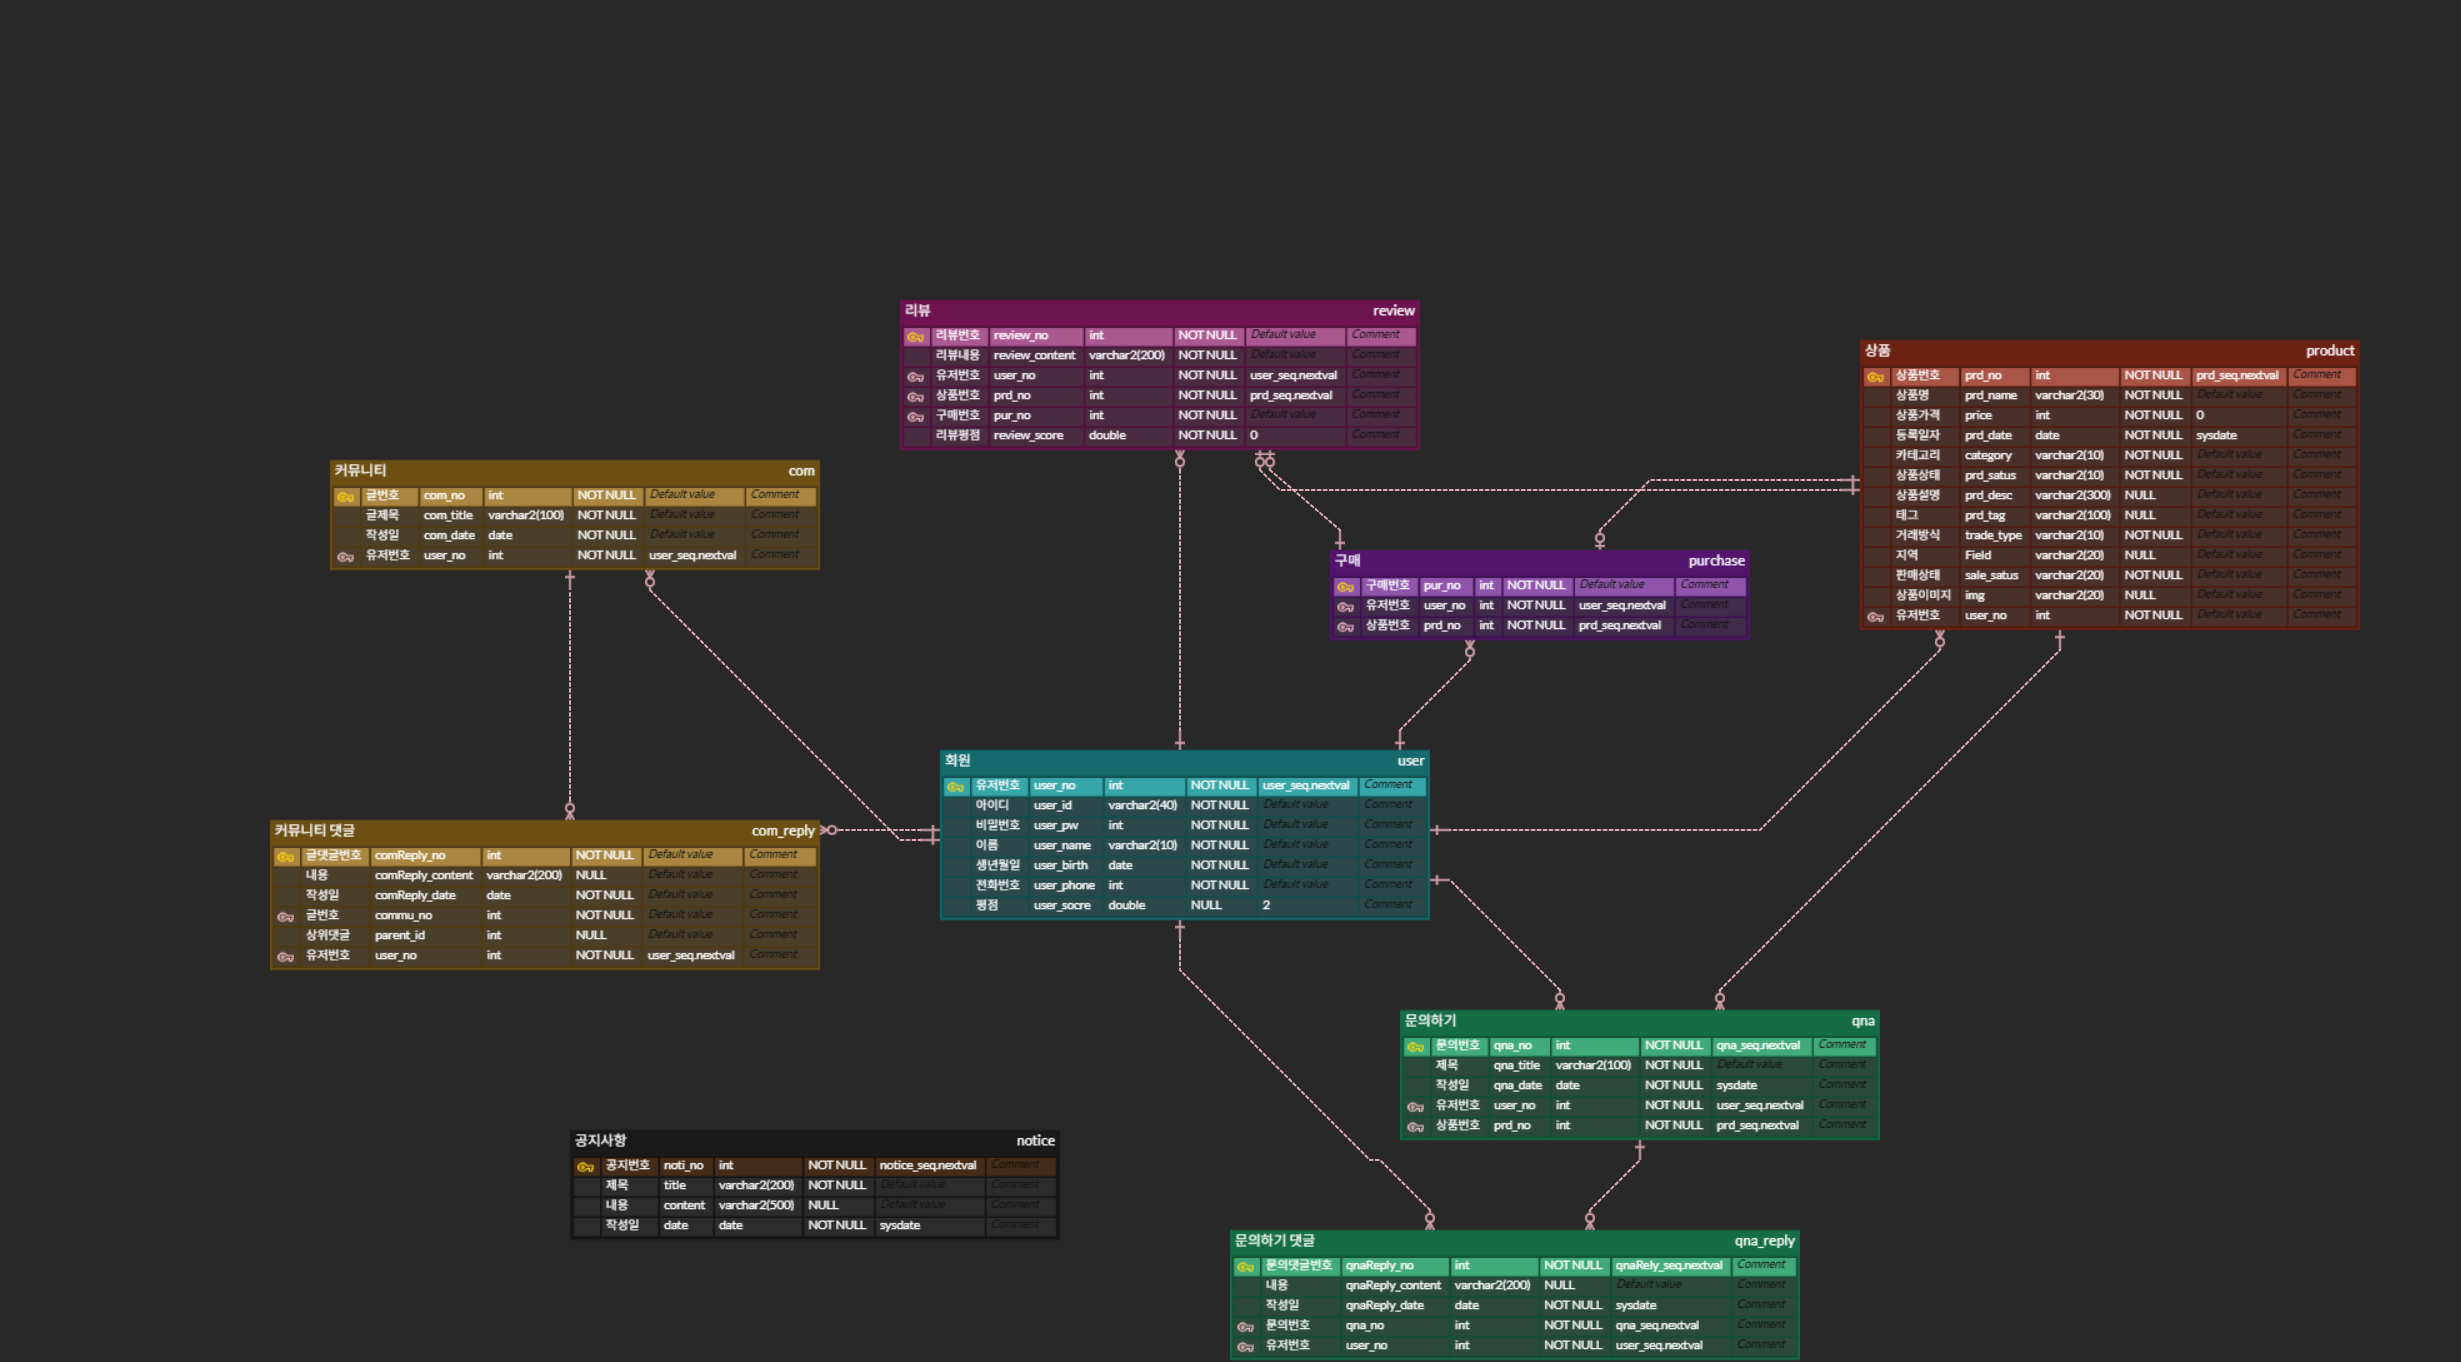 리뷰 review
리뷰번호 review_no int NOT NULL Default value Comment
리뷰내용 review_content varchar2(200) NOT NULL Default value Comment
유저번호 user_no int NOT NULL user_seq.nextval Comment
상품번호 prd_no int NOT NULL prd_seq.nextval Comment
구매번호 pur_no int NOT NULL Default value Comment
리뷰평점 review_score double NOT NULL 0 Comment
상품 product
상품번호 prd_no int NOT NULL prd_seq.nextval Comment
상품명 prd_name varchar2(30) NOT NULL Default value Comment
상품가격 price int NOT NULL 0 Comment
등록일자 prd_date date NOT NULL sysdate Comment
카테고리 category varchar2(10) NOT NULL Default value Comment
상품상태 prd_satus varchar2(10) NOT NULL Default value Comment
상품설명 prd_desc varchar2(300) NULL Default value Comment
태그 prd_tag varchar2(100) NULL Default value Comment
거래방식 trade_type varchar2(10) NOT NULL Default value Comment
지역 Field varchar2(20) NULL Default value Comment
판매상태 sale_satus varchar2(20) NOT NULL Default value Comment
상품이미지 img varchar2(20) NULL Default value Comment
유저번호 user_no int NOT NULL Default value Comment
커뮤니티 com
글번호 com_no int NOT NULL Default value Comment
글제목 com_title varchar2(100) NOT NULL Default value Comment
작성일 com_date date NOT NULL Default value Comment
유저번호 user_no int NOT NULL user_seq.nextval Comment
구매 purchase
구매번호 pur_no int NOT NULL Default value Comment
유저번호 user_no int NOT NULL user_seq.nextval Comment
상품번호 prd_no int NOT NULL prd_seq.nextval Comment
회원 user
유저번호 user_no int NOT NULL user_seq.nextval Comment
아이디 user_id varchar2(40) NOT NULL Default value Comment
비밀번호 user_pw int NOT NULL Default value Comment
이름 user_name varchar2(10) NOT NULL Default value Comment
생년월일 user_birth date NOT NULL Default value Comment
전화번호 user_phone int NOT NULL Default value Comment
평점 user_socre double NULL 2 Comment
커뮤니티 댓글 com_reply
글댓글번호 comReply_no int NOT NULL Default value Comment
내용 comReply_content varchar2(200) NULL Default value Comment
작성일 comReply_date date NOT NULL Default value Comment
글번호 commu_no int NOT NULL Default value Comment
상위댓글 parent_id int NULL Default value Comment
유저번호 user_no int NOT NULL user_seq.nextval Comment
문의하기 qna
문의번호 qna_no int NOT NULL qna_seq.nextval Comment
제목 qna_title varchar2(100) NOT NULL Default value Comment
작성일 qna_date date NOT NULL sysdate Comment
유저번호 user_no int NOT NULL user_seq.nextval Comment
상품번호 prd_no int NOT NULL prd_seq.nextval Comment
공지사항 notice
공지번호 noti_no int NOT NULL notice_seq.nextval Comment
제목 title varchar2(200) NOT NULL Default value Comment
내용 content varchar2(500) NULL Default value Comment
작성일 date date NOT NULL sysdate Comment
문의하기 댓글 qna_reply
문의댓글번호 qnaReply_no int NOT NULL qnaRely_seq.nextval Comment
내용 qnaReply_content varchar2(200) NULL Default value Comment
작성일 qnaReply_date date NOT NULL sysdate Comment
문의번호 qna_no int NOT NULL qna_seq.nextval Comment
유저번호 user_no int NOT NULL user_seq.nextval Comment